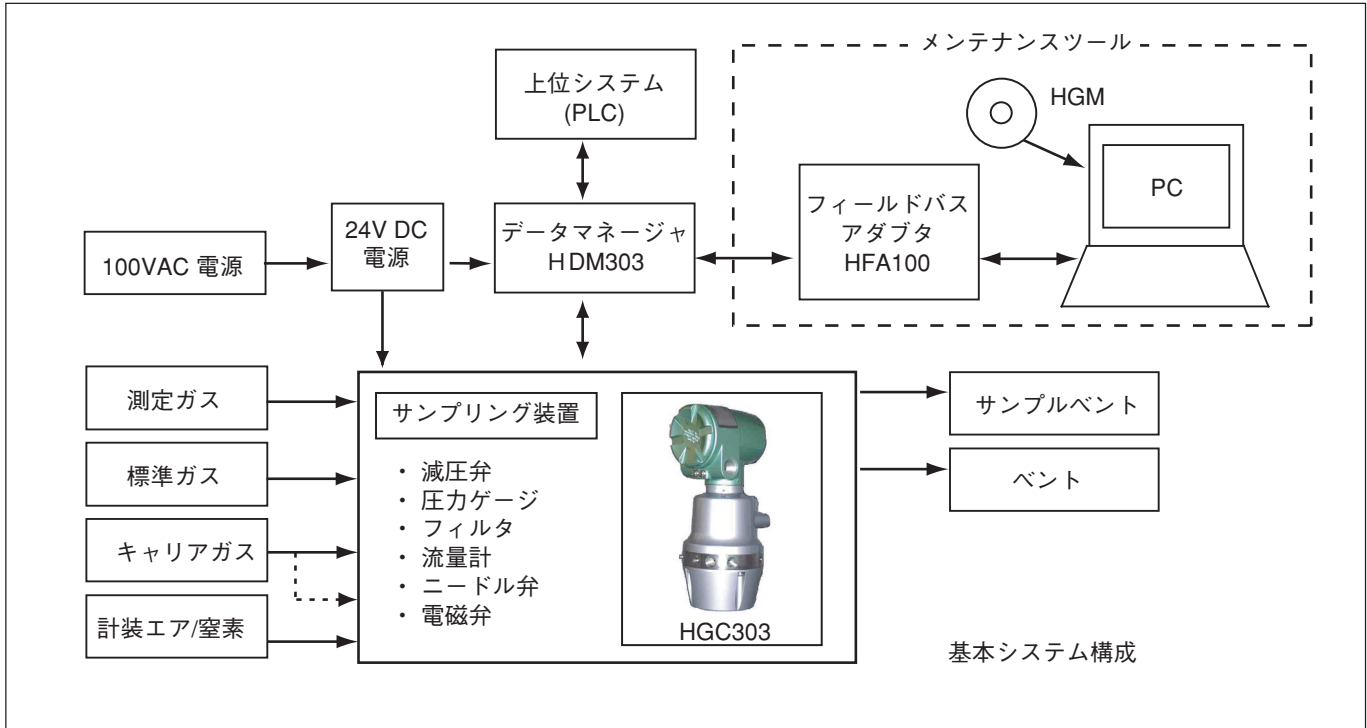 メンテナンスツール
上位システム
(PLC)
HGM
PC
フィールドバス
アダブタ
HFA100
データマネージャ
HDM303
24V DC
電源
100VAC 電源
測定ガス
標準ガス
キャリアガス
計装エア/窒素
サンプリング装置
・ 減圧弁
・ 圧力ゲージ
・ フィルタ
・ 流量計
・ ニードル弁
・ 電磁弁
HGC303
サンプルベント
ベント
基本システム構成